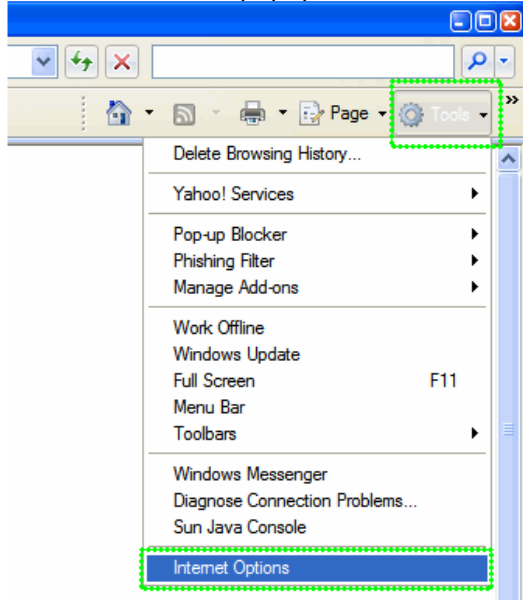 Page
Tools
»
Delete Browsing History...
Yahoo! Services
Pop-up Blocker
Phishing Filter
Manage Add-ons
Work Offline
Windows Update
Full Screen F11
Menu Bar
Toolbars
Windows Messenger
Diagnose Connection Problems...
Sun Java Console
Internet Options